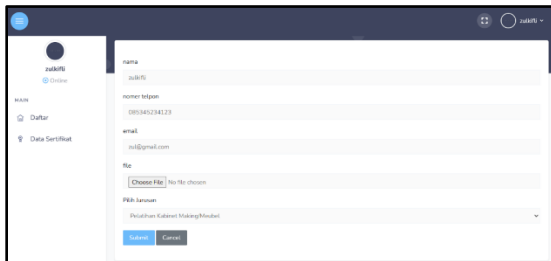 zulkifli
zulkifli
Online
MAIN
Daftar
Data Sertifikat
nama
zulkifli
nomer telpon
085345234123
email
zul@gmail.com
file
Choose File No file chosen
Pilih Jurusan
Pelatihan Kabinet Making/Meubel
Submit Cancel